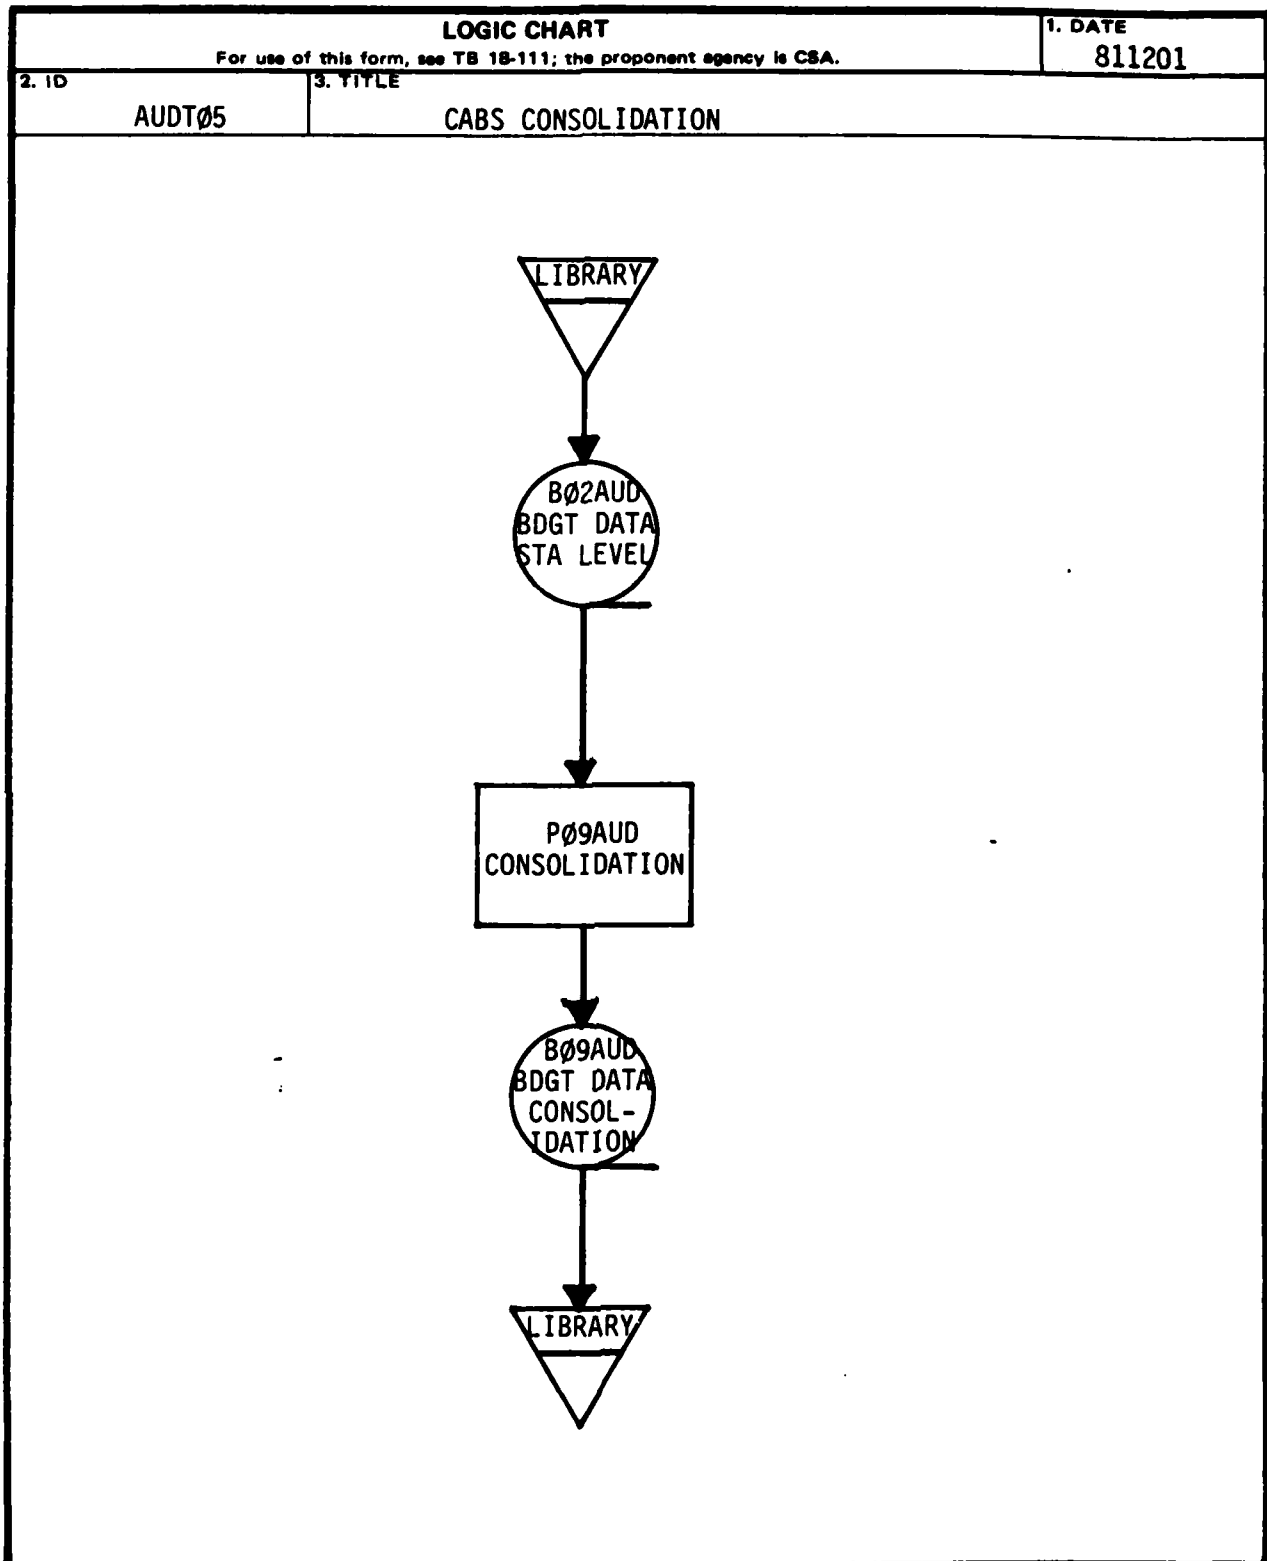 LOGIC CHART
For use of this form, see TB 18-111; the proponent agency is CSA.
1. DATE
811201
2. ID
AUDTØ5
3. TITLE
CABS CONSOLIDATION
LIBRARY
BØ2AUD
BDGT DATA
STA LEVEL
PØ9AUD
CONSOLIDATION
BØ9AUD
BDGT DATA
CONSOL-
IDATION
LIBRARY